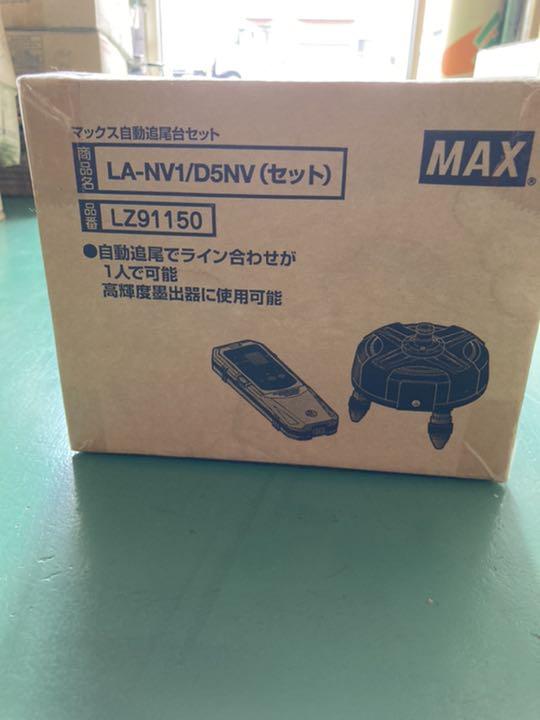 マックス自動追尾台セット
商品名 LA-NV1/D5NV(セット)
MAX®
品番 LZ91150
●自動追尾でライン合わせが
1人で可能
高輝度墨出器に使用可能